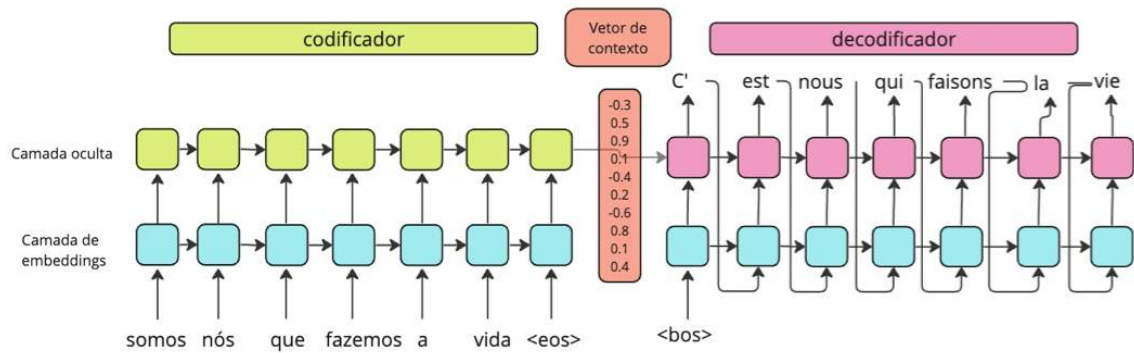 codificador
Vetor de
contexto
decodificador
C' est nous qui faisons la vie
-0.3
0.5
0.9
0.1
-0.4
0.2
-0.6
0.8
0.1
0.4
Camada oculta
Camada de
embeddings
somos nós que fazemos a vida <eos>
<bos>